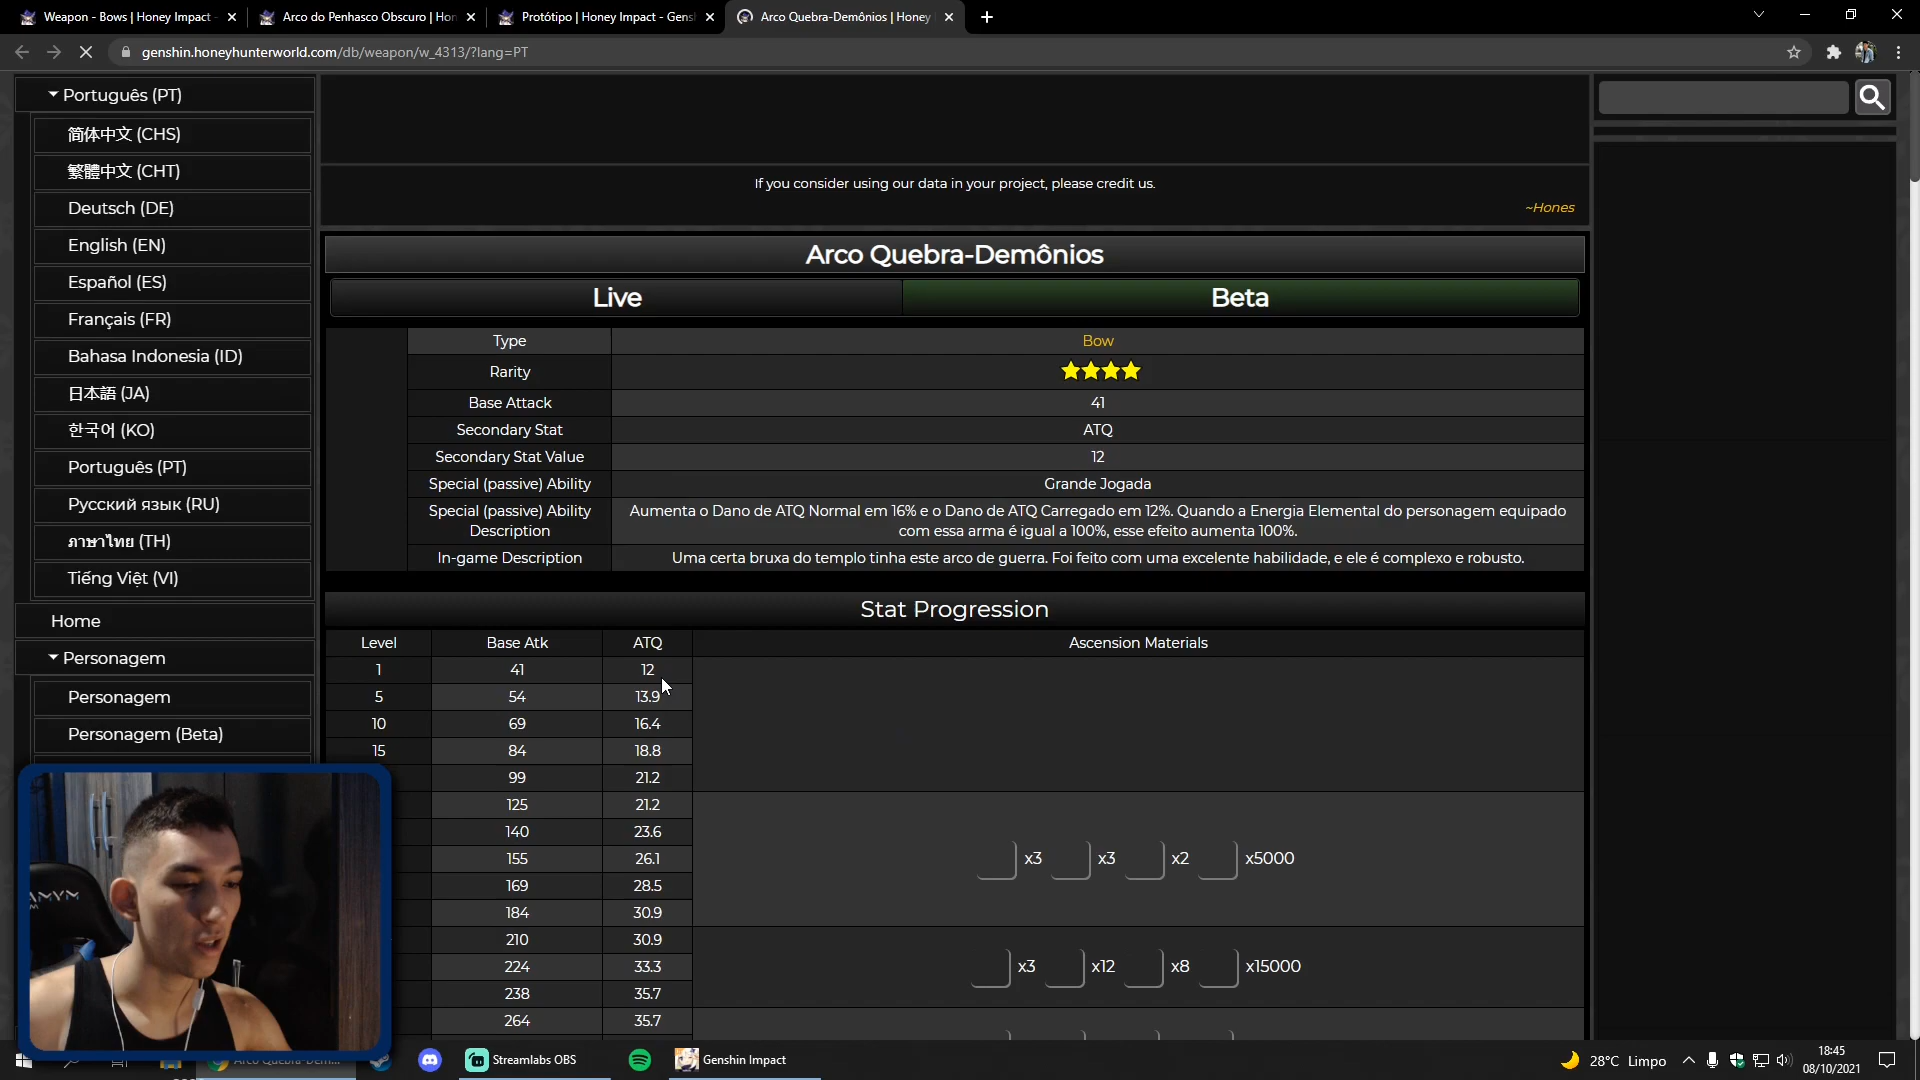 Weapon - Bows | Honey Impact -
Arco do Penhasco Obscuro | Hon
Protótipo | Honey Impact - Gensh
Arco Quebra-Demônios | Honey
genshin.honeyhunterworld.com/db/weapon/w_4313/?lang=PT
Português (PT)
简体中文 (CHS)
繁體中文 (CHT)
Deutsch (DE)
English (EN)
Español (ES)
Français (FR)
Bahasa Indonesia (ID)
日本語 (JA)
한국어 (KO)
Português (PT)
Русский язык (RU)
ภาษาไทย (TH)
Tiếng Việt (VI)
Home
Personagem
Personagem
Personagem (Beta)
If you consider using our data in your project, please credit us.
~Hones
Arco Quebra-Demônios
Live Beta
Type Bow
Rarity
Base Attack 41
Secondary Stat ATQ
Secondary Stat Value 12
Special (passive) Ability Grande Jogada
Special (passive) Ability Description Aumenta o Dano de ATQ Normal em 16% e o Dano de ATQ Carregado em 12%. Quando a Energia Elemental do personagem equipado
com essa arma é igual a 100%, esse efeito aumenta 100%.
In-game Description Uma certa bruxa do templo tinha este arco de guerra. Foi feito com uma excelente habilidade, e ele é complexo e robusto.
Stat Progression
Level Base Atk ATQ Ascension Materials
1 41 12
5 54 13.9
10 69 16.4
15 84 18.8
99 21.2
125 21.2
140 23.6
155 26.1
x3 x3 x2 x5000
169 28.5
184 30.9
210 30.9
224 33.3
x3 x12 x8 x15000
238 35.7
264 35.7
Arco Quebra-Dem...
Streamlabs OBS
Genshin Impact
28°C Limpo
18:45
08/10/2021